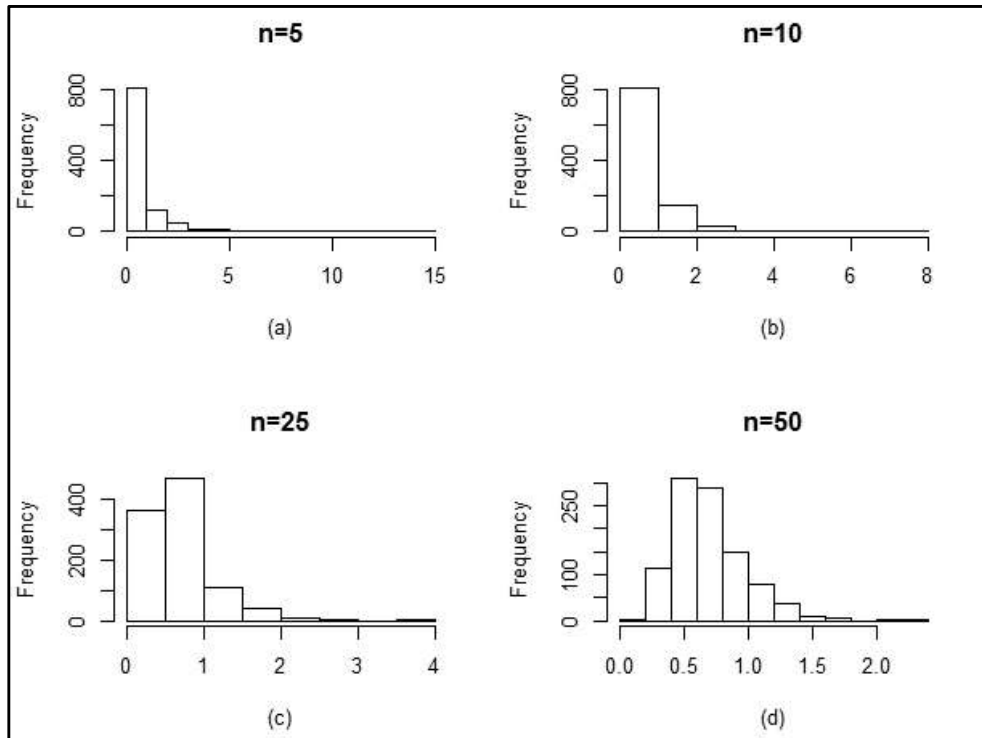 n=5
Frequency
0 400 800
0 5 10 15
(a)
n=10
Frequency
0 400 800
0 2 4 6 8
(b)
n=25
Frequency
0 200 400
0 1 2 3 4
(c)
n=50
Frequency
0 100 250
0.0 0.5 1.0 1.5 2.0
(d)